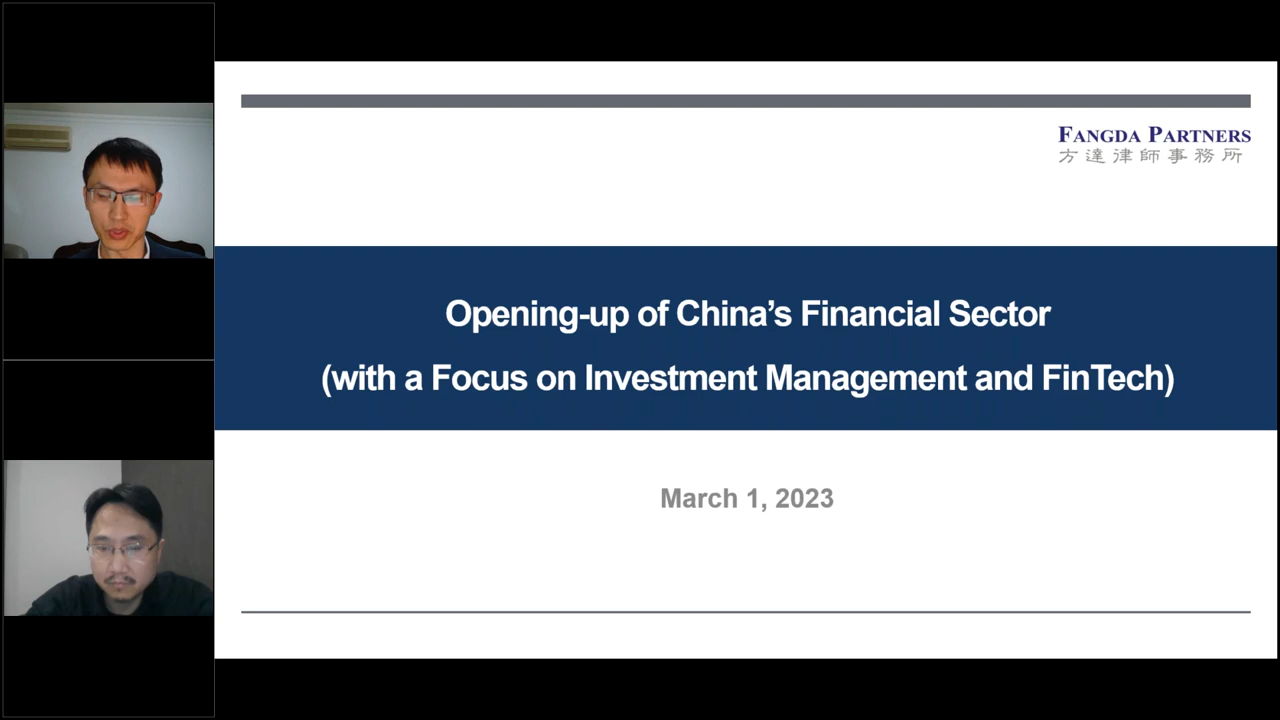 FANGDA PARTNERS
方達律師事務所
Opening-up of China’s Financial Sector
(with a Focus on Investment Management and FinTech)
March 1, 2023